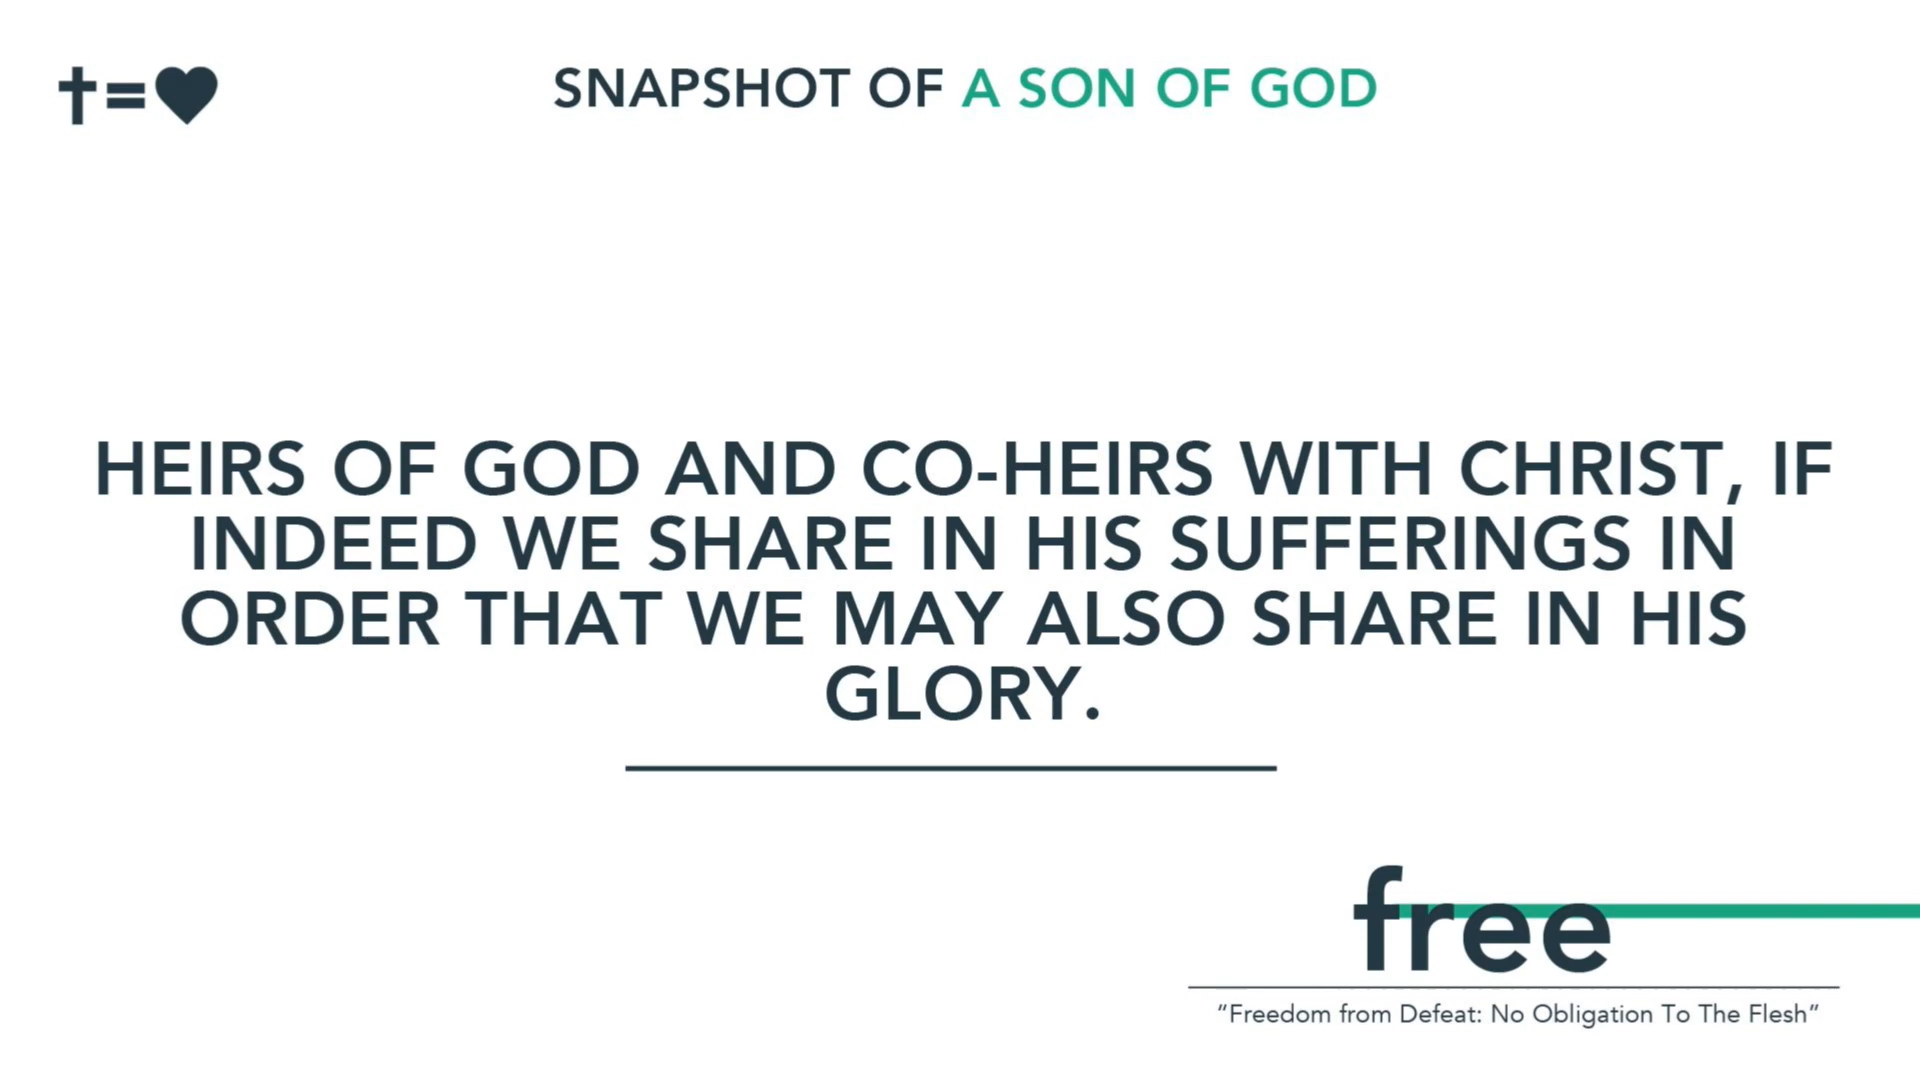 SNAPSHOT OF A SON OF GOD
HEIRS OF GOD AND CO-HEIRS WITH CHRIST, IF
INDEED WE SHARE IN HIS SUFFERINGS IN
ORDER THAT WE MAY ALSO SHARE IN HIS
GLORY.
free
“Freedom from Defeat: No Obligation To The Flesh”